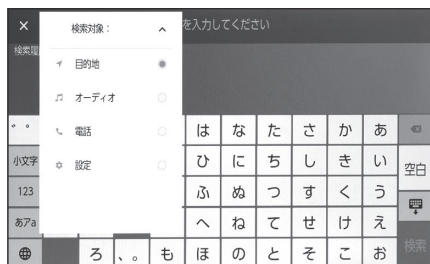 ×
検索対象：
を入力してください
検索履
目的地
オーディオ
電話
設定
゛゜ は な た さ か あ
小文字 ひ に ち し き い 空白
123 ふ ぬ つ す く う
あア a へ ね て せ け え
ろ 、。 も ほ の と そ こ お 検索